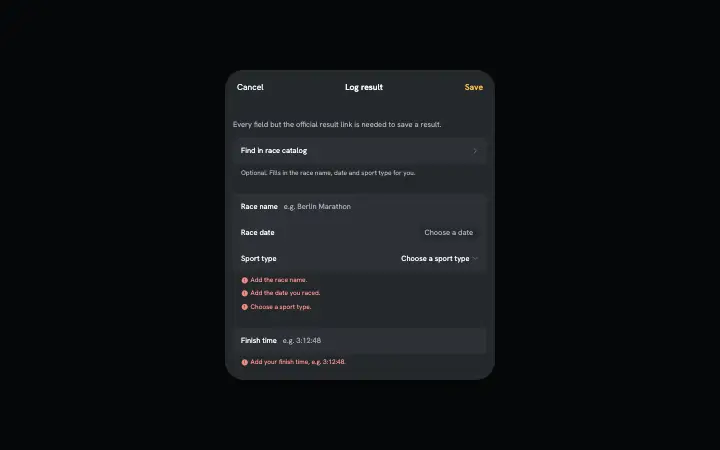 Cancel Log result Save
Every field but the official result link is needed to save a result.
Find in race catalog
Optional. Fills in the race name, date and sport type for you.
Race name e.g. Berlin Marathon
Race date Choose a date
Sport type Choose a sport type
Add the race name.
Add the date you raced.
Choose a sport type.
Finish time e.g. 3:12:48
Add your finish time, e.g. 3:12:48.